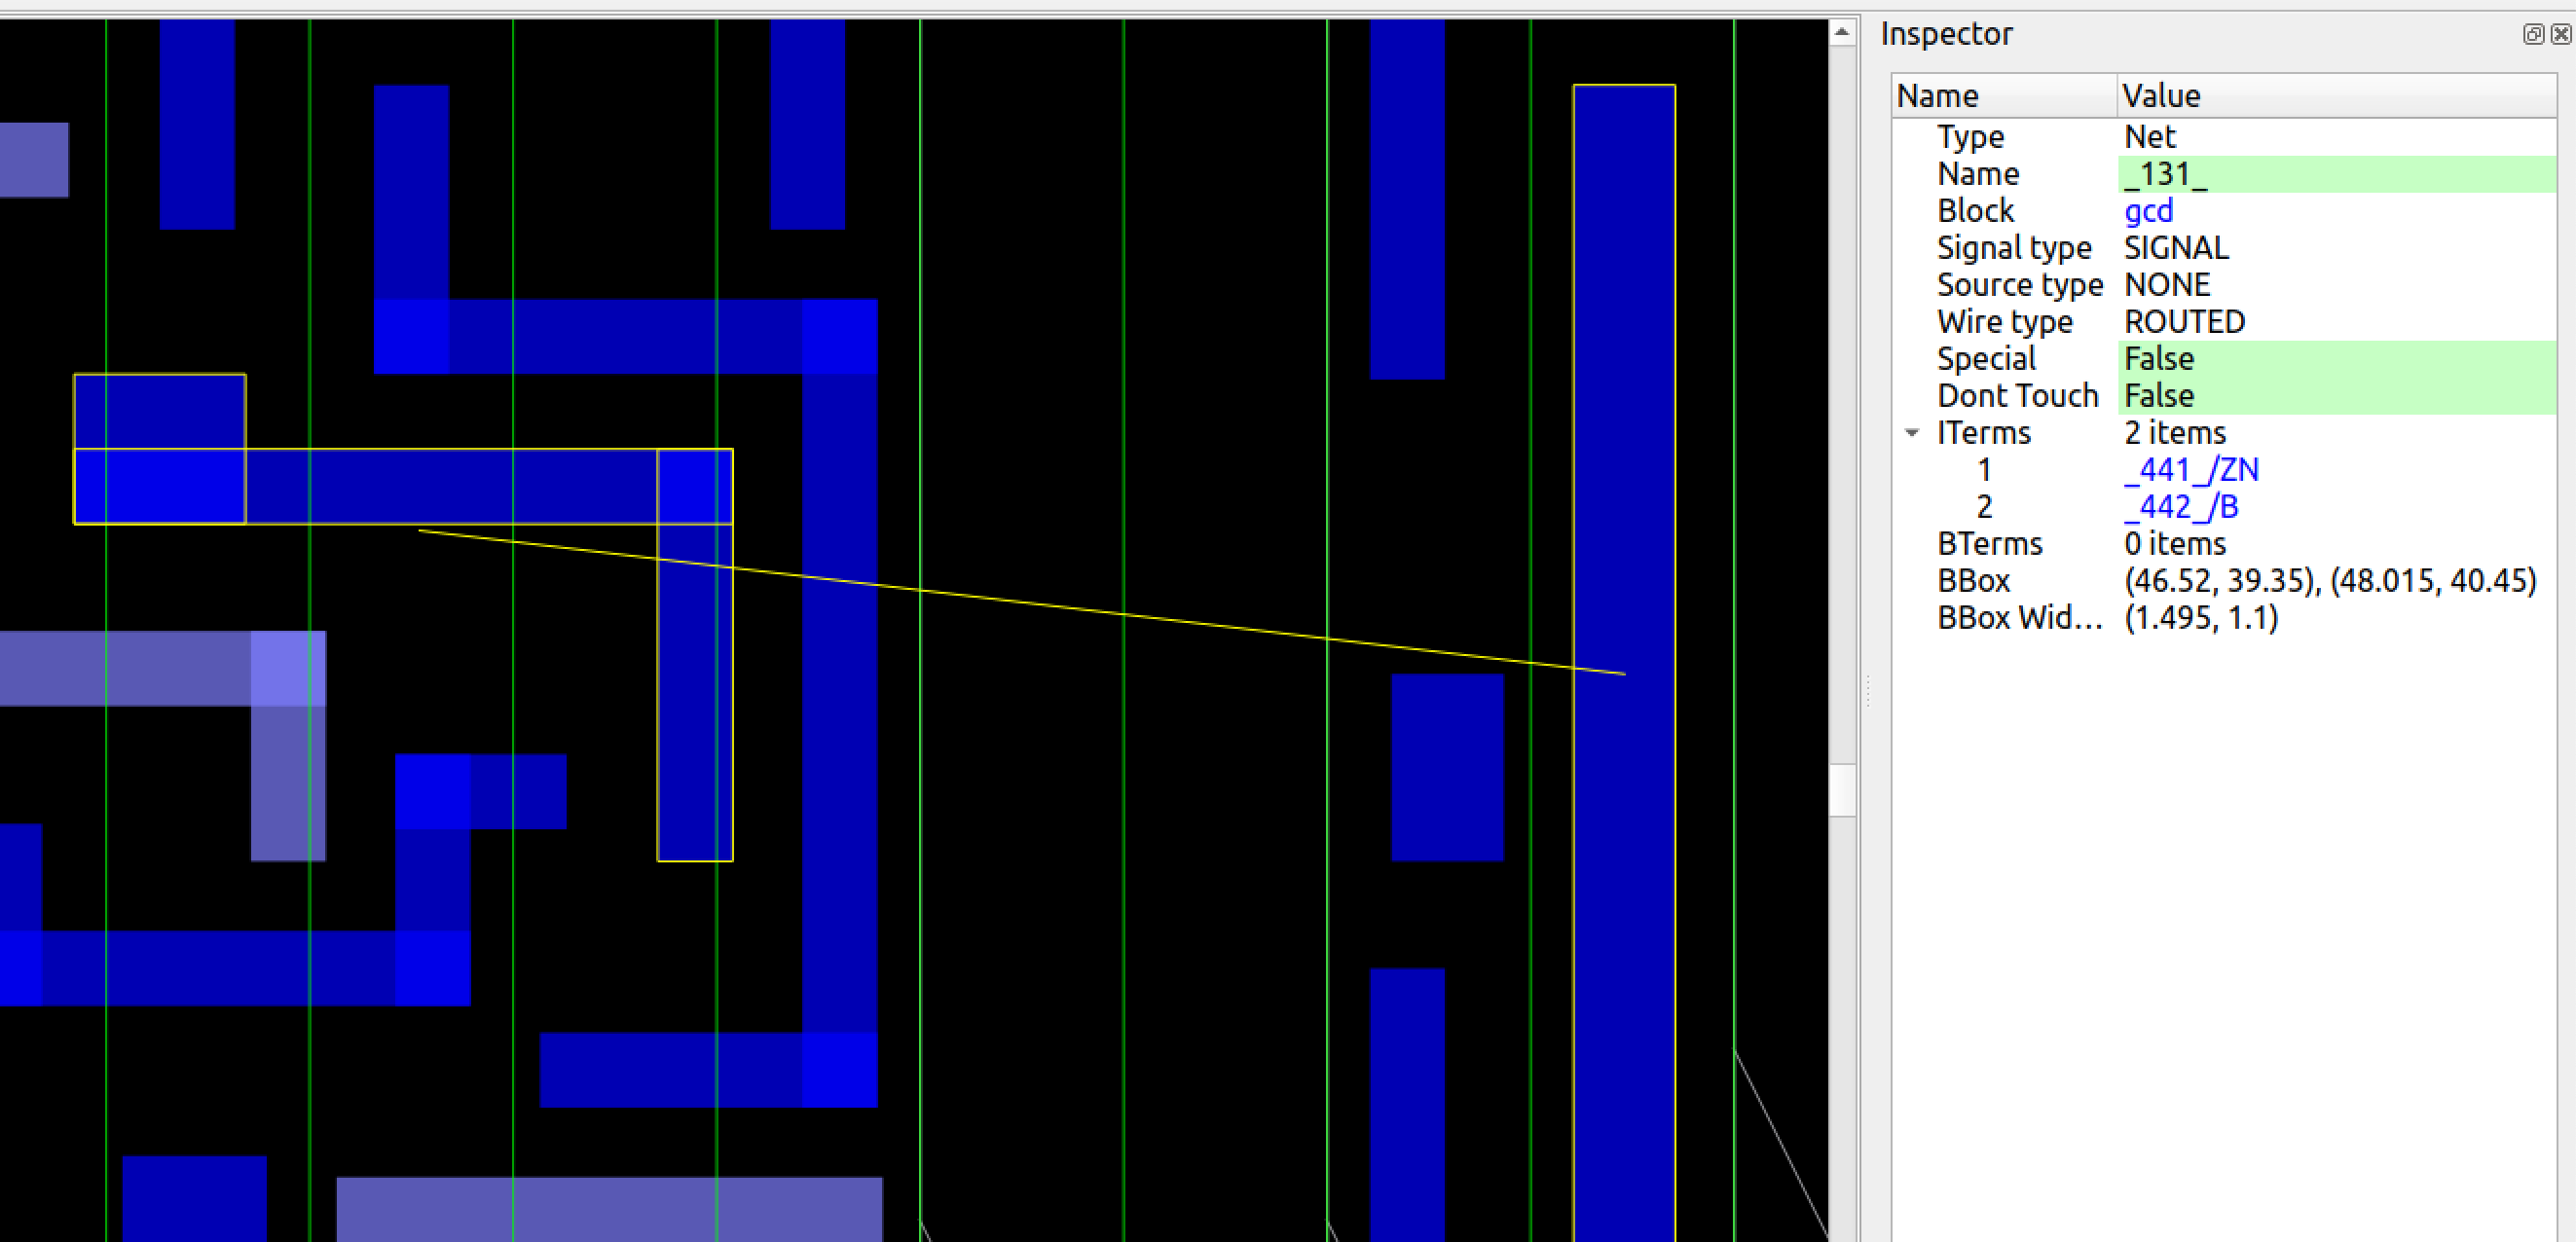 Inspector
Name Value
Type Net
Name _131_
Block gcd
Signal type SIGNAL
Source type NONE
Wire type ROUTED
Special False
Dont Touch False
ITerms 2 items
1 _441_/ZN
2 _442_/B
BTerms 0 items
BBox (46.52, 39.35), (48.015, 40.45)
BBox Wid... (1.495, 1.1)